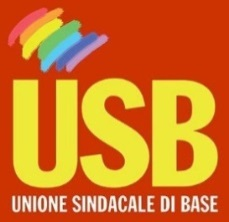 USB
UNIONE SINDACALE DI BASE